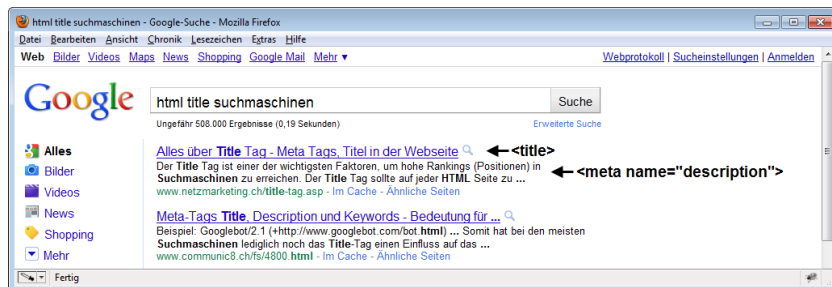 html title suchmaschinen - Google-Suche - Mozilla Firefox
Datei Bearbeiten Ansicht Chronik Lesezeichen Extras Hilfe
Web Bilder Videos Maps News Shopping Google Mail Mehr ▼ Webprotokoll | Sucheinstellungen | Anmelden
Google html title suchmaschinen Suche
Ungefähr 508.000 Ergebnisse (0,19 Sekunden) Erweiterte Suche
Alles
Bilder
Videos
News
Shopping
Mehr
Alles über Title Tag - Meta Tags, Titel in der Webseite <title>
Der Title Tag ist einer der wichtigsten Faktoren, um hohe Rankings (Positionen) in
Suchmaschinen zu erreichen. Der Title Tag sollte auf jeder HTML Seite zu ... <meta name="description">
www.netzmarketing.ch/title-tag.asp - Im Cache - Ähnliche Seiten
Meta-Tags Title, Description und Keywords - Bedeutung für ...
Beispiel: Googlebot/2.1 (+http://www.googlebot.com/bot.html) ... Somit hat bei den meisten
Suchmaschinen lediglich noch das Title-Tag einen Einfluss auf das ...
www.communic8.ch/fs/4800.html - Im Cache - Ähnliche Seiten
Fertig